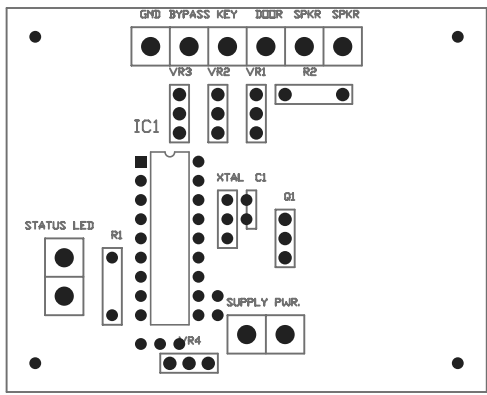 GND BYPASS KEY DOOR SPKR SPKR
VR3 VR2 VR1 R2
IC1
XTAL C1
Q1
STATUS LED
R1
SUPPLY PWR.
VR4